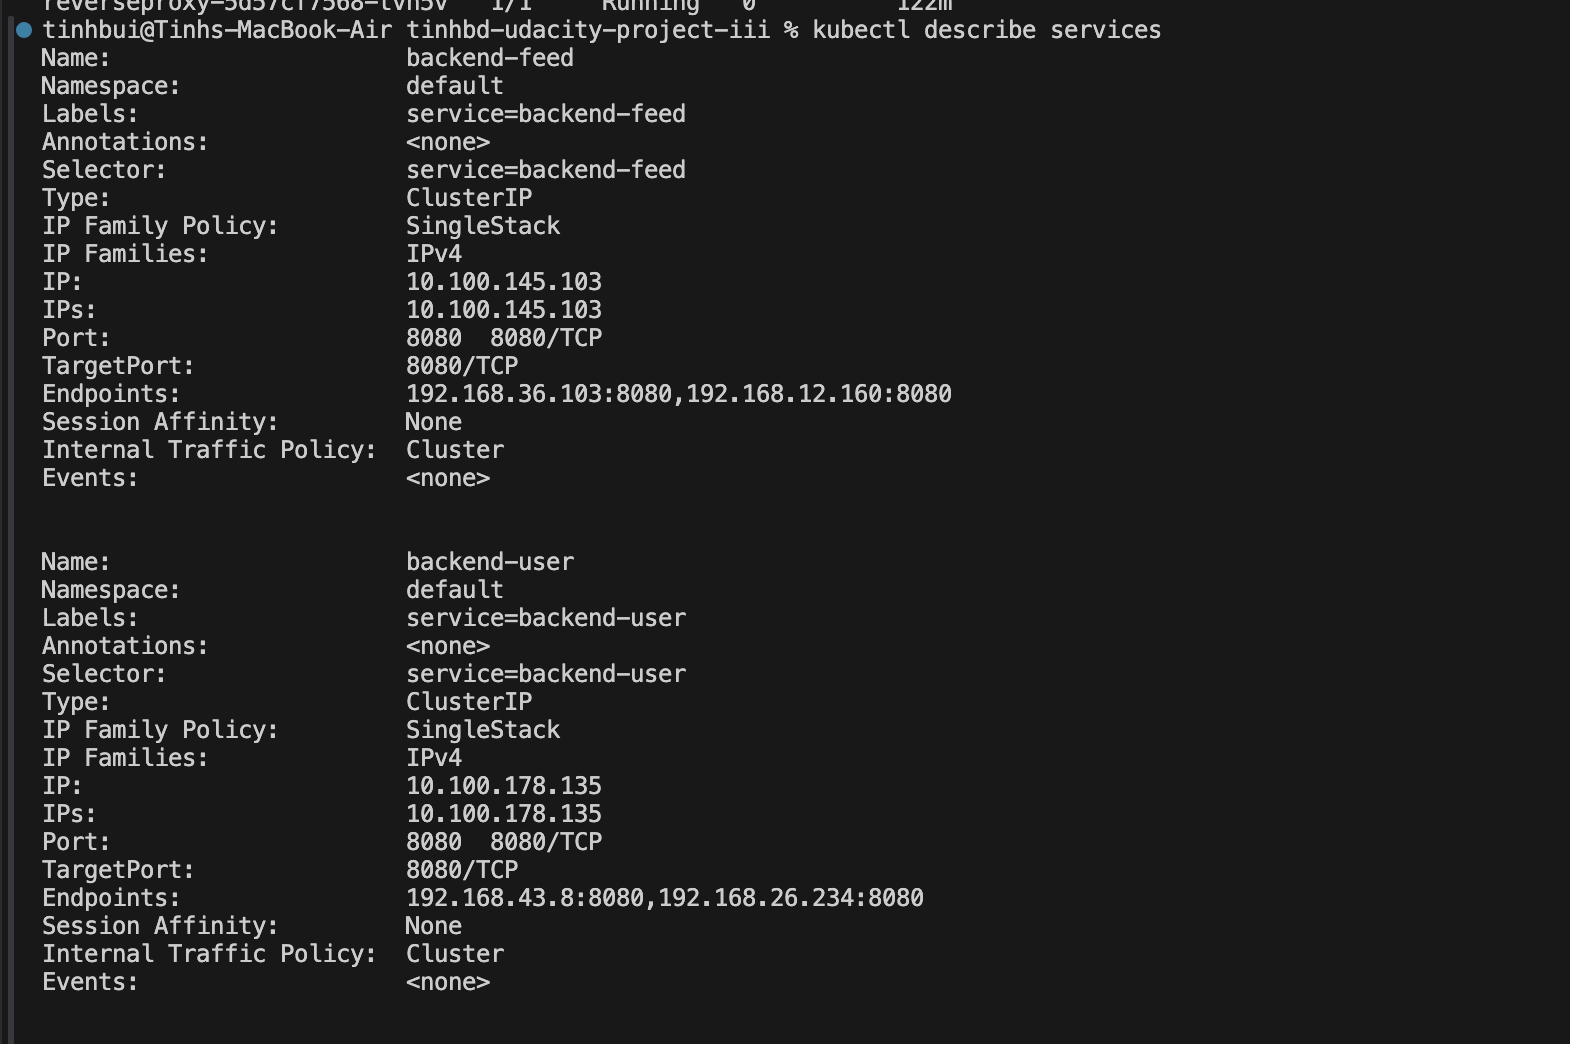 reverseproxy-5d57cf7568-tvn5v   1/1     Running   0          122m
tinhbui@Tinhs-MacBook-Air tinhbd-udacity-project-iii % kubectl describe services
Name:                     backend-feed
Namespace:                default
Labels:                   service=backend-feed
Annotations:              <none>
Selector:                 service=backend-feed
Type:                     ClusterIP
IP Family Policy:         SingleStack
IP Families:              IPv4
IP:                       10.100.145.103
IPs:                      10.100.145.103
Port:                     8080  8080/TCP
TargetPort:               8080/TCP
Endpoints:                192.168.36.103:8080,192.168.12.160:8080
Session Affinity:         None
Internal Traffic Policy:  Cluster
Events:                   <none>
Name:                     backend-user
Namespace:                default
Labels:                   service=backend-user
Annotations:              <none>
Selector:                 service=backend-user
Type:                     ClusterIP
IP Family Policy:         SingleStack
IP Families:              IPv4
IP:                       10.100.178.135
IPs:                      10.100.178.135
Port:                     8080  8080/TCP
TargetPort:               8080/TCP
Endpoints:                192.168.43.8:8080,192.168.26.234:8080
Session Affinity:         None
Internal Traffic Policy:  Cluster
Events:                   <none>